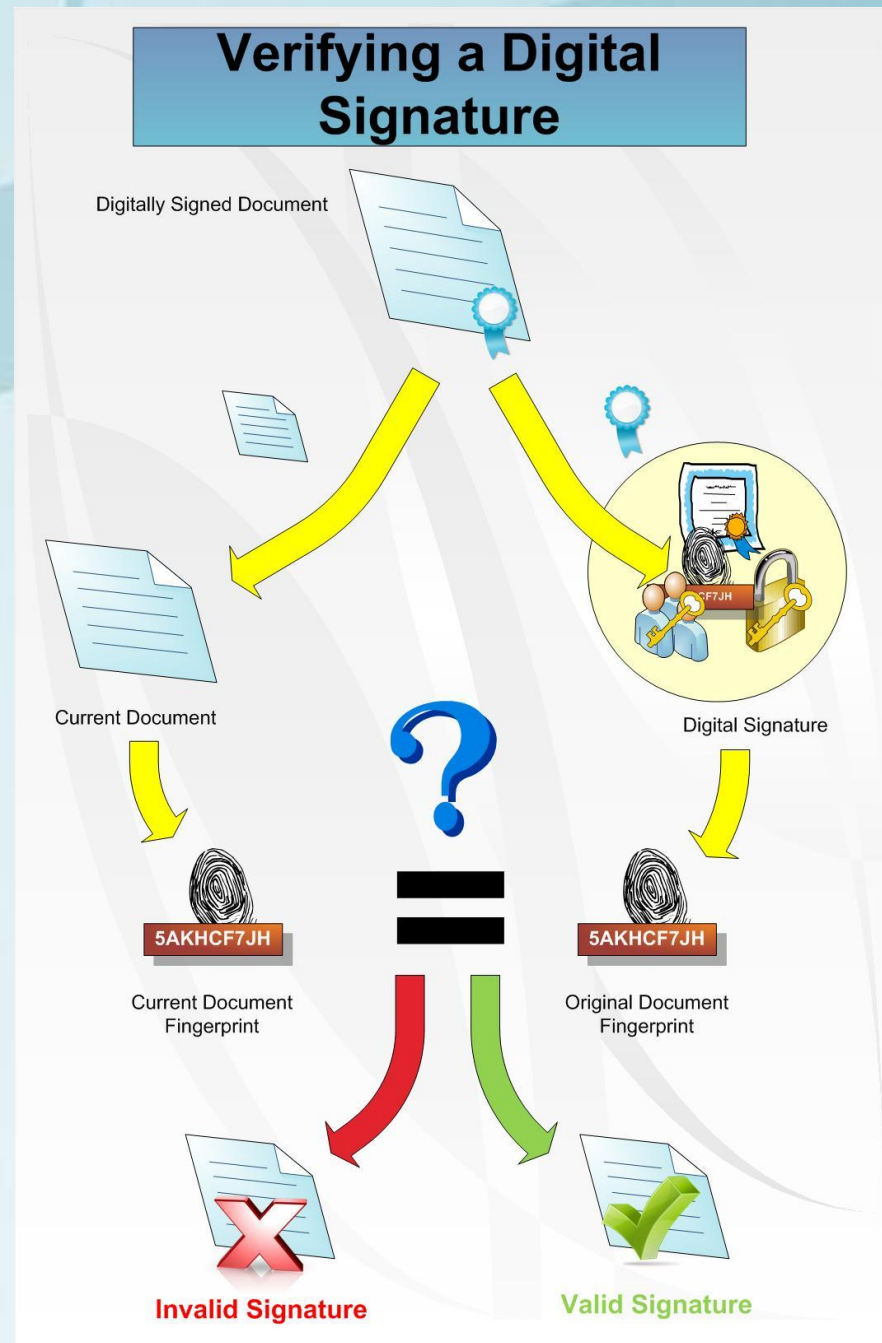 Verifying a Digital
Signature
Digitally Signed Document
CF7JH
Current Document
Digital Signature
5AKHCF7JH
5AKHCF7JH
Current Document
Fingerprint
Original Document
Fingerprint
Invalid Signature
Valid Signature